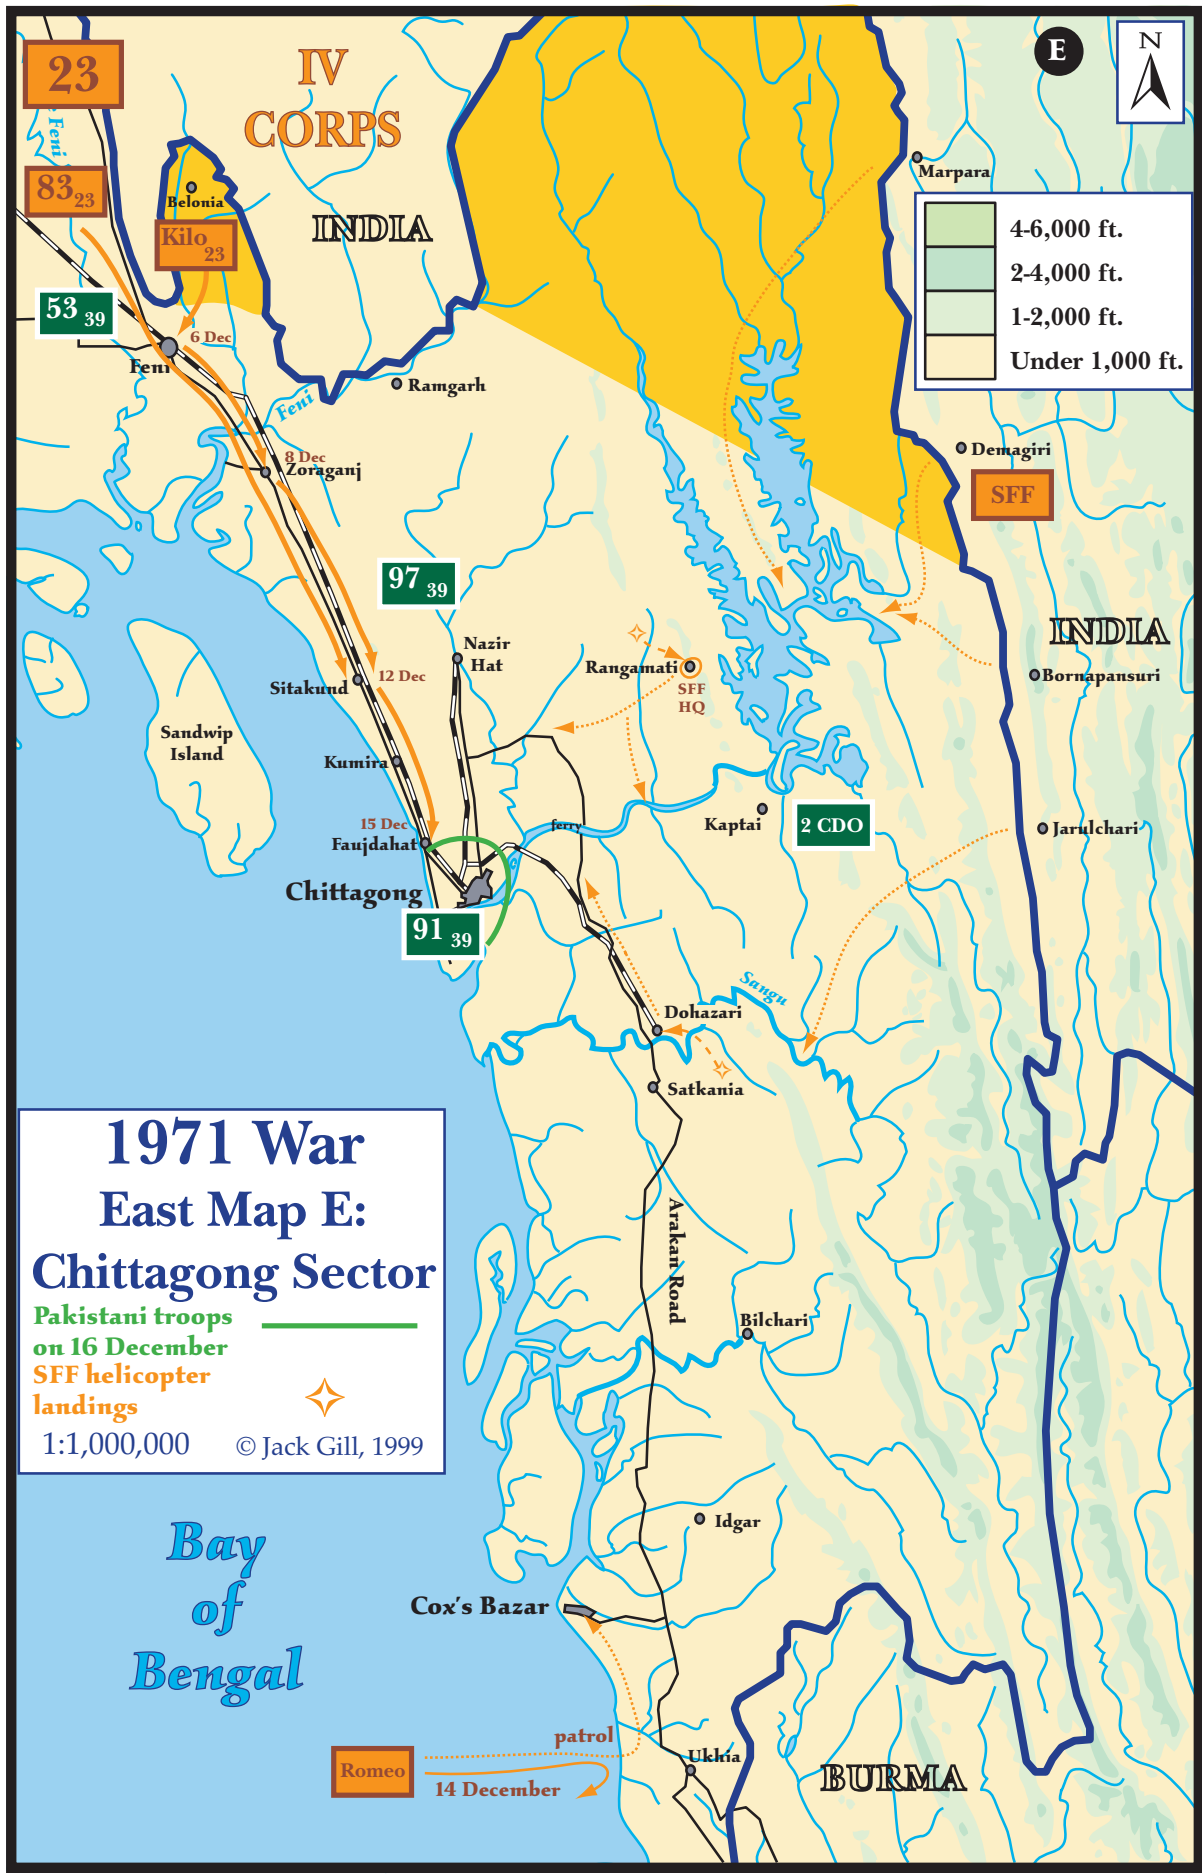 23
IV
CORPS
E
N
Feni
83 23
Belonia
Kilo 23
INDIA
Marpara
4-6,000 ft.
2-4,000 ft.
1-2,000 ft.
Under 1,000 ft.
53 39
6 Dec
Feni
Ramgarh
Feni
8 Dec
Zoraganj
Demagiri
SFF
97 39
INDIA
Nazir
Hat
Rangamati
SFF
HQ
Bornapansuri
Sitakund
12 Dec
Sandwip
Island
Kumira
15 Dec
Faujdahat
ferry
Kaptai
2 CDO
Jarulchari
Chittagong
91 39
Sangu
Dohazari
Satkania
1971 War
East Map E:
Chittagong Sector
Pakistani troops
on 16 December
SFF helicopter
landings
1:1,000,000 © Jack Gill, 1999
Arakan Road
Bilchari
Idgar
Bay
of
Bengal
Cox's Bazar
patrol
Romeo
14 December
Ukhia
BURMA